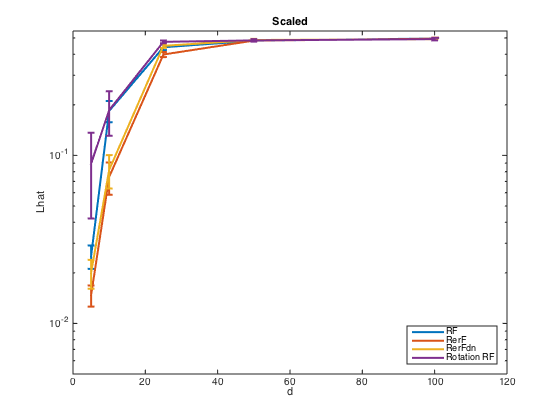 Scaled
Lhat
10-1
10-2
0
20
40
60
80
100
120
d
RF
RerF
RerFdn
Rotation RF